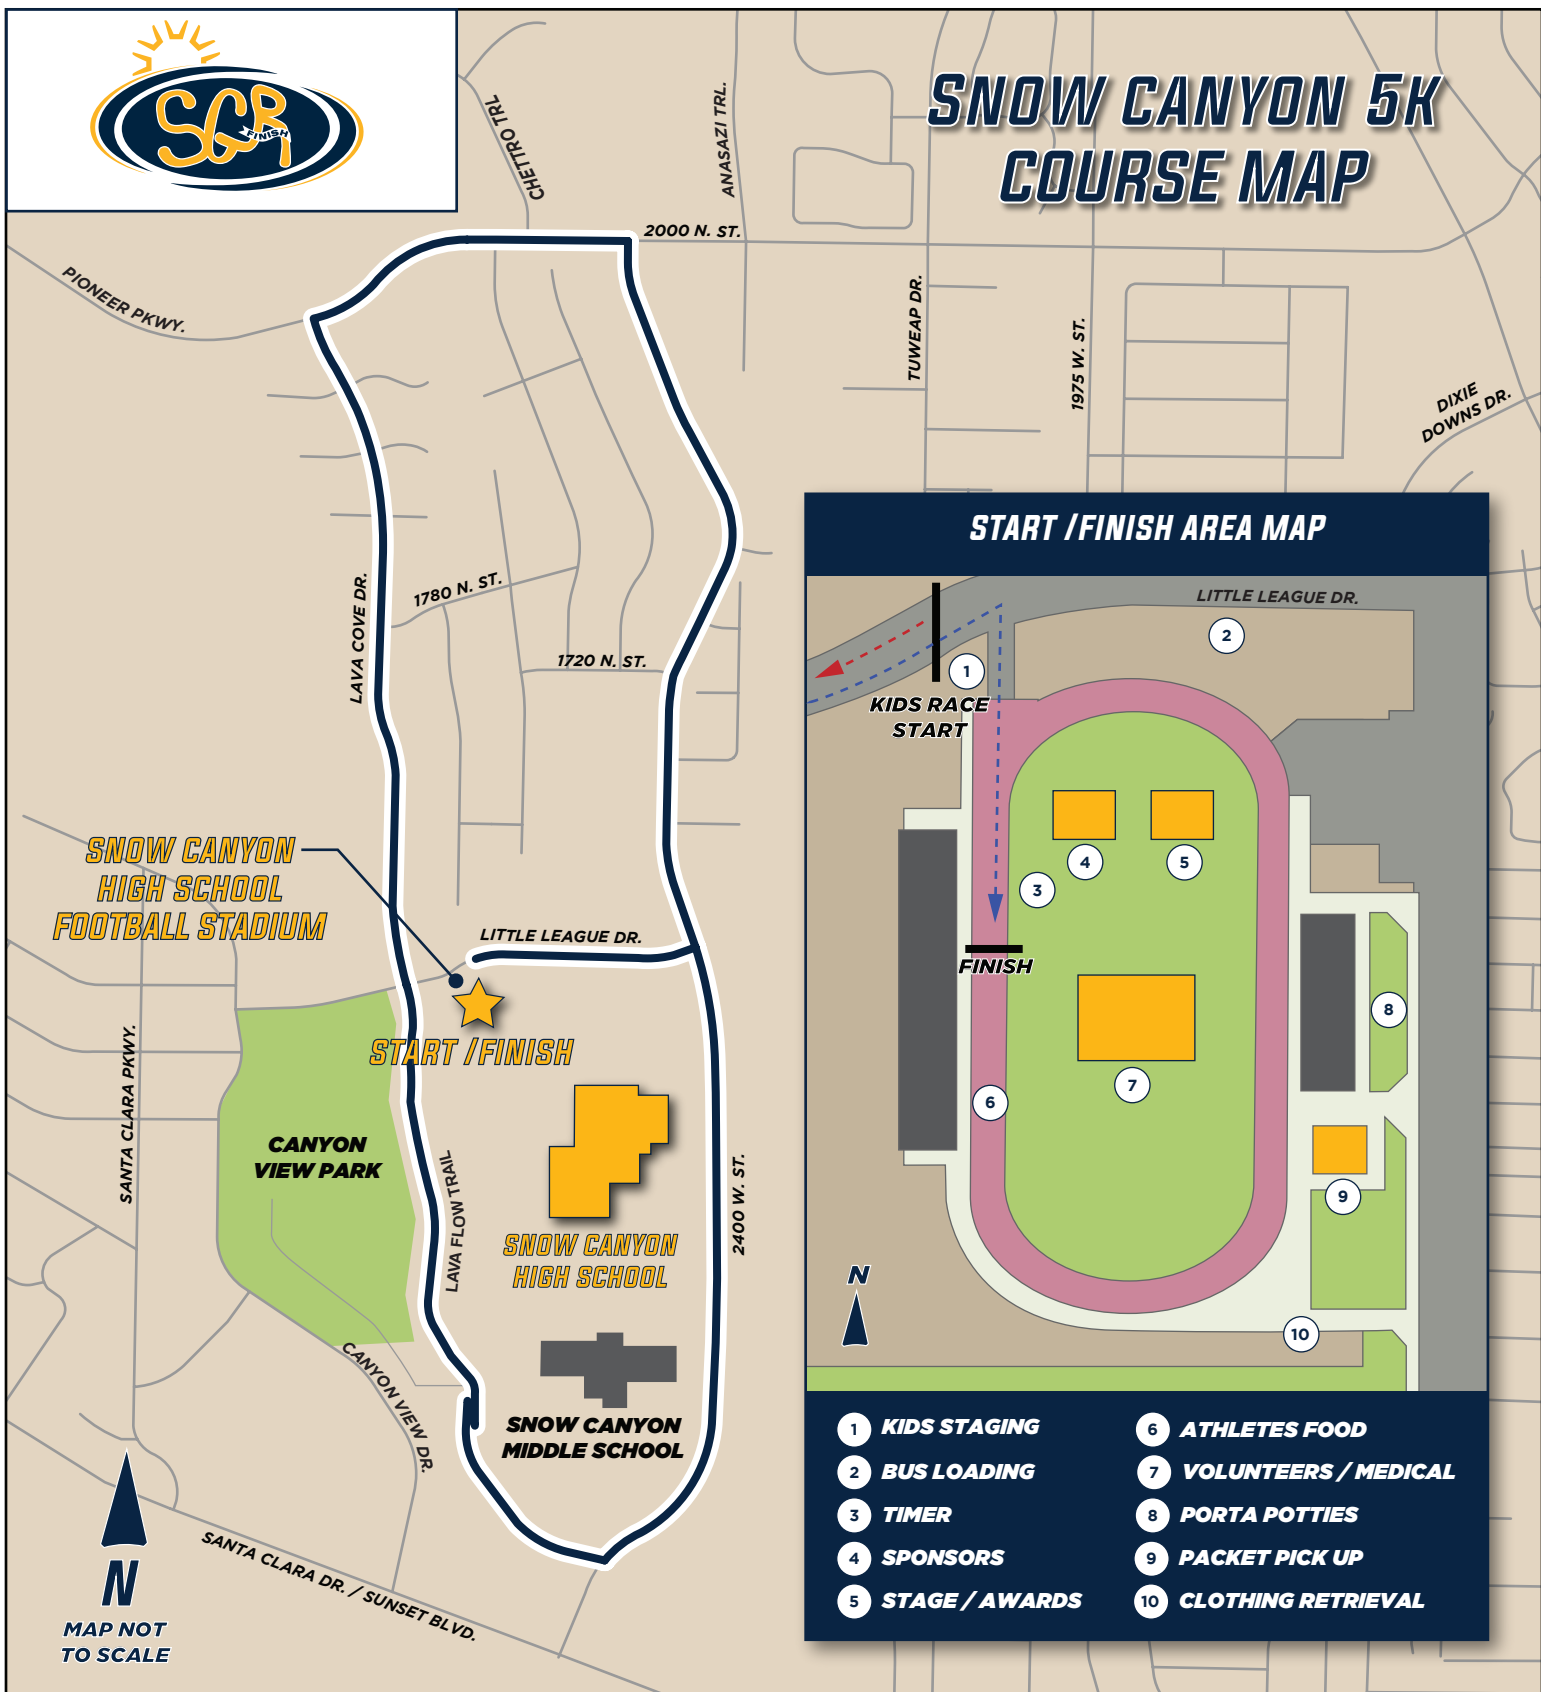 SGR
FINISH
SNOW CANYON 5K
COURSE MAP
CHETTRO TRL
ANASAZI TRL.
2000 N. ST.
PIONEER PKWY.
TUWEAP DR.
1975 W. ST.
DIXIE
DOWNS DR.
LAVA COVE DR.
1780 N. ST.
1720 N. ST.
SNOW CANYON
HIGH SCHOOL
FOOTBALL STADIUM
LITTLE LEAGUE DR.
START / FINISH
SANTA CLARA PKWY.
CANYON
VIEW PARK
LAVA FLOW TRAIL
2400 W. ST.
SNOW CANYON
HIGH SCHOOL
CANYON VIEW DR.
SNOW CANYON
MIDDLE SCHOOL
SANTA CLARA DR. / SUNSET BLVD.
N
MAP NOT
TO SCALE
START / FINISH AREA MAP
LITTLE LEAGUE DR.
2
1
KIDS RACE
START
4
5
3
FINISH
8
7
6
9
N
10
1 KIDS STAGING
2 BUS LOADING
3 TIMER
4 SPONSORS
5 STAGE / AWARDS
6 ATHLETES FOOD
7 VOLUNTEERS / MEDICAL
8 PORTA POTTIES
9 PACKET PICK UP
10 CLOTHING RETRIEVAL